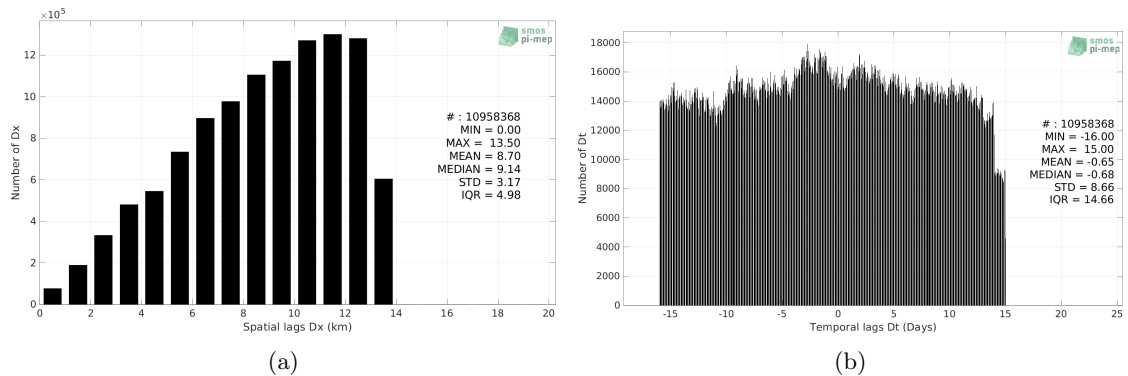 ×10⁵
smos
pi-mep
12
10
8
6
4
2
0
Number of Dx
# : 10958368
MIN = 0.00
MAX = 13.50
MEAN = 8.70
MEDIAN = 9.14
STD = 3.17
IQR = 4.98
0 2 4 6 8 10 12 14 16 18 20
Spatial lags Dx (km)
(a)
smos
pi-mep
18000
16000
14000
12000
10000
8000
6000
4000
2000
0
Number of Dt
# : 10958368
MIN = -16.00
MAX = 15.00
MEAN = -0.65
MEDIAN = -0.68
STD = 8.66
IQR = 14.66
-15 -10 -5 0 5 10 15 20 25
Temporal lags Dt (Days)
(b)